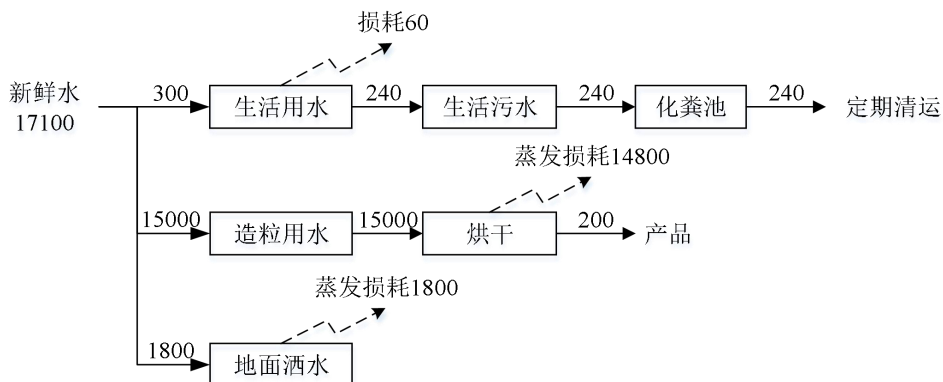 损耗60
新鲜水
17100
300
生活用水
240
生活污水
240
化粪池
240
定期清运
蒸发损耗14800
15000
造粒用水
15000
烘干
200
产品
蒸发损耗1800
1800
地面洒水